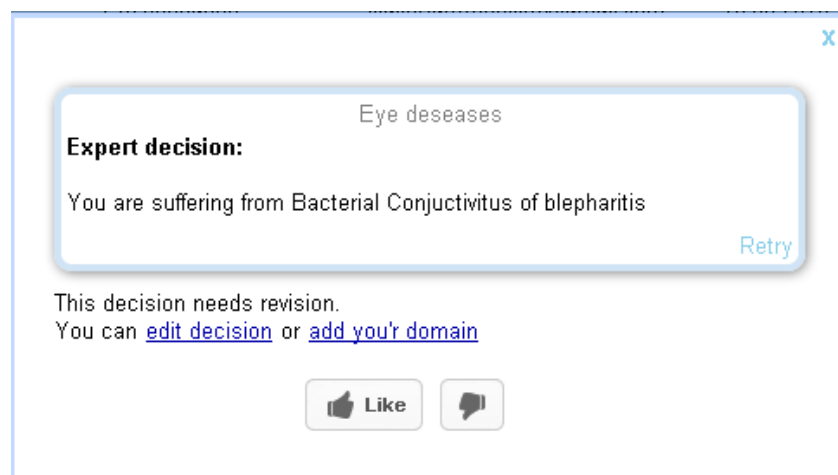 x
Eye deseases
Expert decision:
You are suffering from Bacterial Conjuctivitus of blepharitis
Retry
This decision needs revision.
You can edit decision or add you'r domain
Like